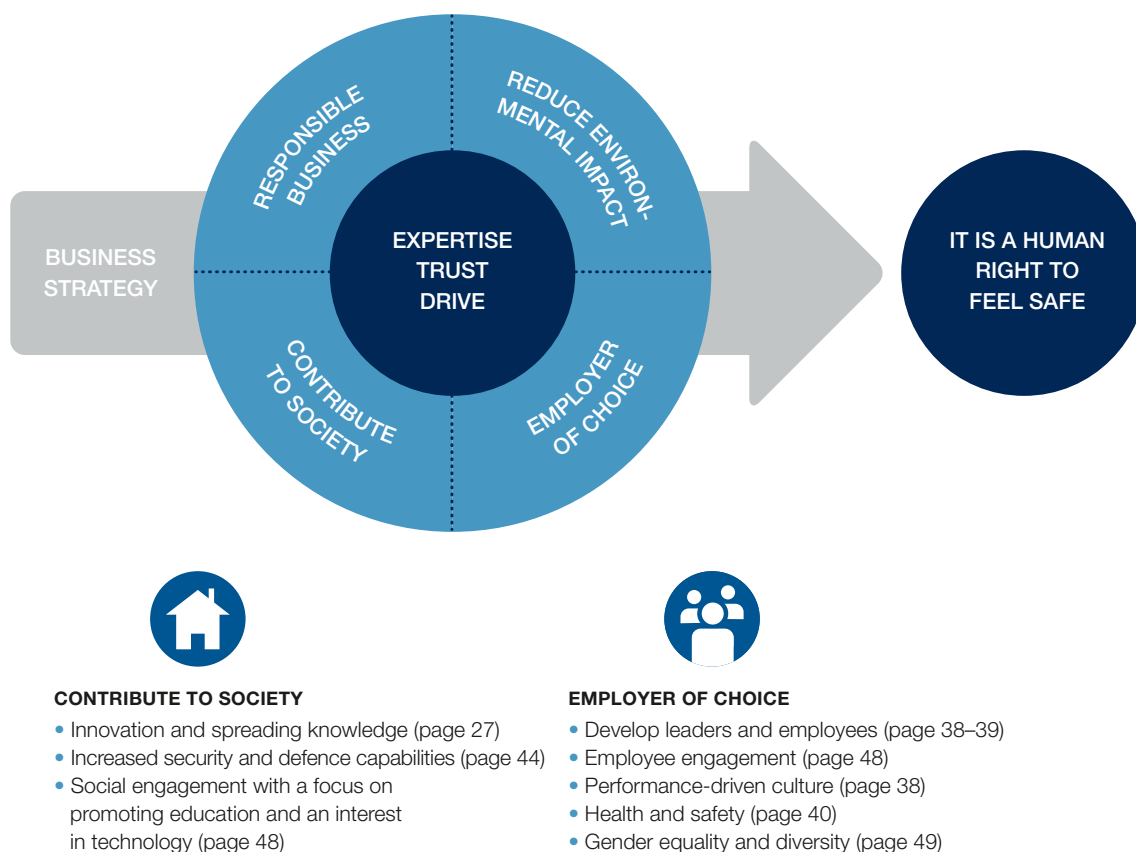 RESPONSIBLE
BUSINESS
REDUCE ENVIRON-
MENTAL IMPACT
BUSINESS
STRATEGY
EXPERTISE
TRUST
DRIVE
IT IS A HUMAN
RIGHT TO
FEEL SAFE
CONTRIBUTE
TO SOCIETY
EMPLOYER
OF CHOICE
CONTRIBUTE TO SOCIETY
• Innovation and spreading knowledge (page 27)
• Increased security and defence capabilities (page 44)
• Social engagement with a focus on
promoting education and an interest
in technology (page 48)
EMPLOYER OF CHOICE
• Develop leaders and employees (page 38–39)
• Employee engagement (page 48)
• Performance-driven culture (page 38)
• Health and safety (page 40)
• Gender equality and diversity (page 49)